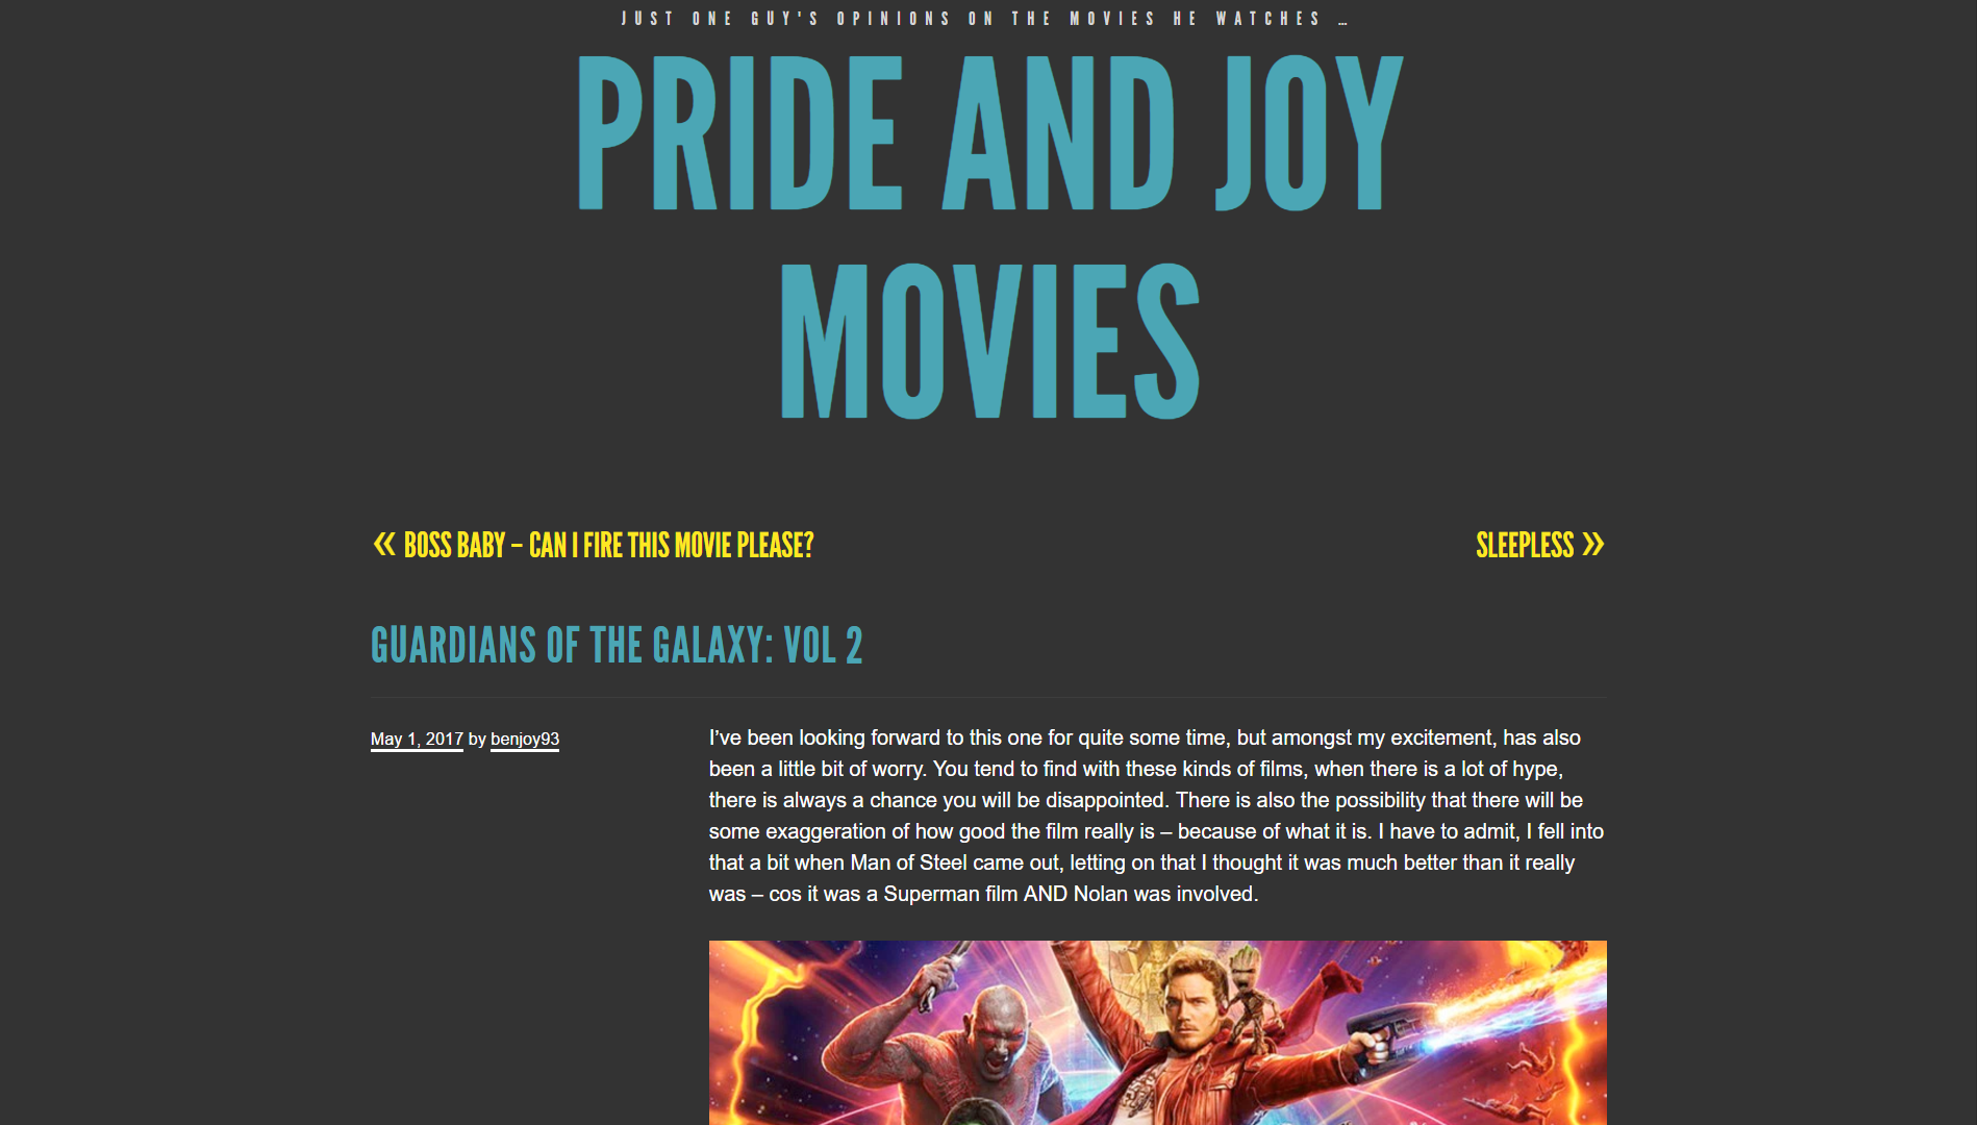 JUST ONE GUY'S OPINIONS ON THE MOVIES HE WATCHES …
PRIDE AND JOY
MOVIES
« BOSS BABY – CAN I FIRE THIS MOVIE PLEASE?
SLEEPLESS »
GUARDIANS OF THE GALAXY: VOL 2
May 1, 2017 by benjoy93
I’ve been looking forward to this one for quite some time, but amongst my excitement, has also
been a little bit of worry. You tend to find with these kinds of films, when there is a lot of hype,
there is always a chance you will be disappointed. There is also the possibility that there will be
some exaggeration of how good the film really is – because of what it is. I have to admit, I fell into
that a bit when Man of Steel came out, letting on that I thought it was much better than it really
was – cos it was a Superman film AND Nolan was involved.